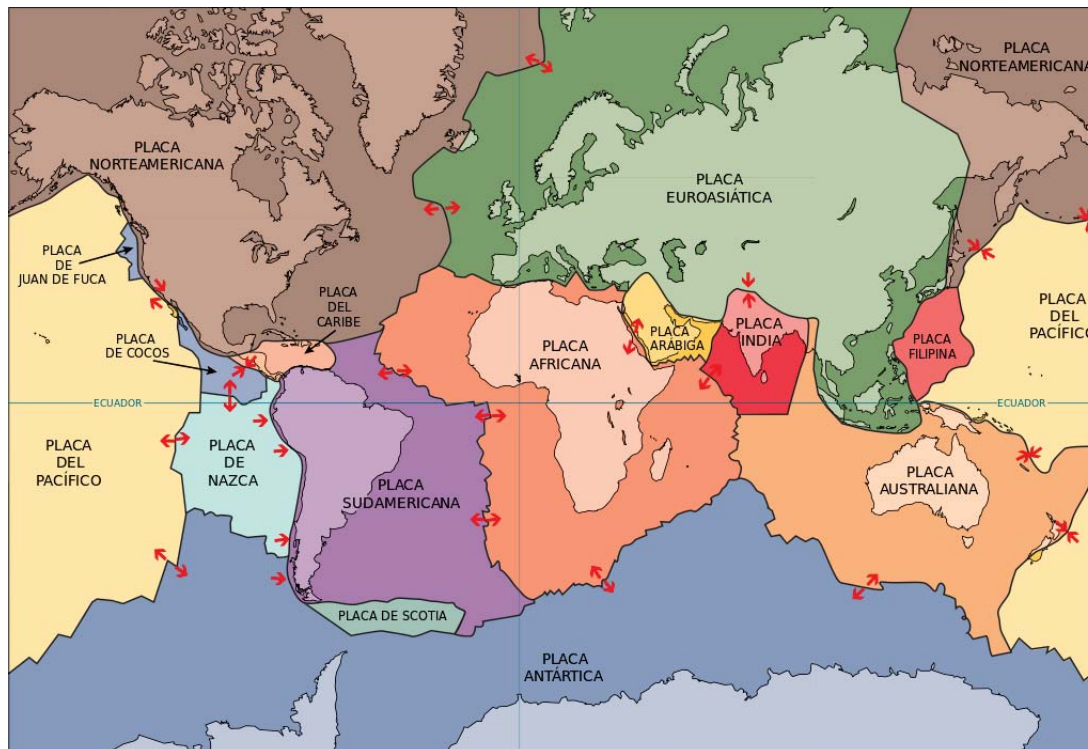 PLACA
NORTEAMERICANA
PLACA
NORTEAMERICANA
PLACA
EUROASIÁTICA
PLACA
DE
JUAN DE FUCA
PLACA
DEL
CARIBE
PLACA
DE COCOS
PLACA
ARÁBIGA
PLACA
INDIA
PLACA
FILIPINA
PLACA
DEL
PACÍFICO
PLACA
AFRICANA
ECUADOR
ECUADOR
PLACA
DEL
PACÍFICO
PLACA
DE
NAZCA
PLACA
SUDAMERICANA
PLACA
AUSTRALIANA
PLACA DE SCOTIA
PLACA
ANTÁRTICA